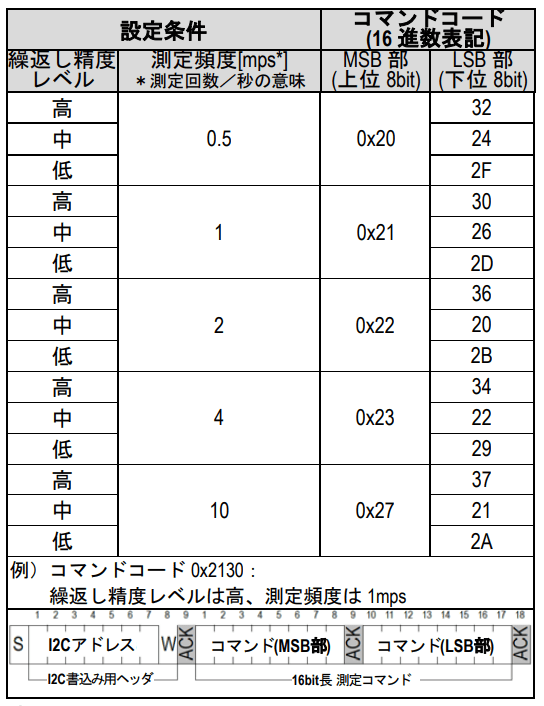 設定条件 コマンドコード
(16 進数表記)
繰返し精度 測定頻度[mps*] MSB 部 LSB 部
レベル ＊測定回数／秒の意味 (上位 8bit) (下位 8bit)
高 32
中 0.5 0x20 24
低 2F
高 30
中 1 0x21 26
低 2D
高 36
中 2 0x22 20
低 2B
高 34
中 4 0x23 22
低 29
高 37
中 10 0x27 21
低 2A
例）コマンドコード 0x2130：
繰返し精度レベルは高、測定頻度は 1mps
1 2 3 4 5 6 7 8 9 1 2 3 4 5 6 7 8 9 10 11 12 13 14 15 16 17 18
S I2Cアドレス W ACK コマンド(MSB部) ACK コマンド(LSB部) ACK
I2C書込み用ヘッダ 16bit長 測定コマンド